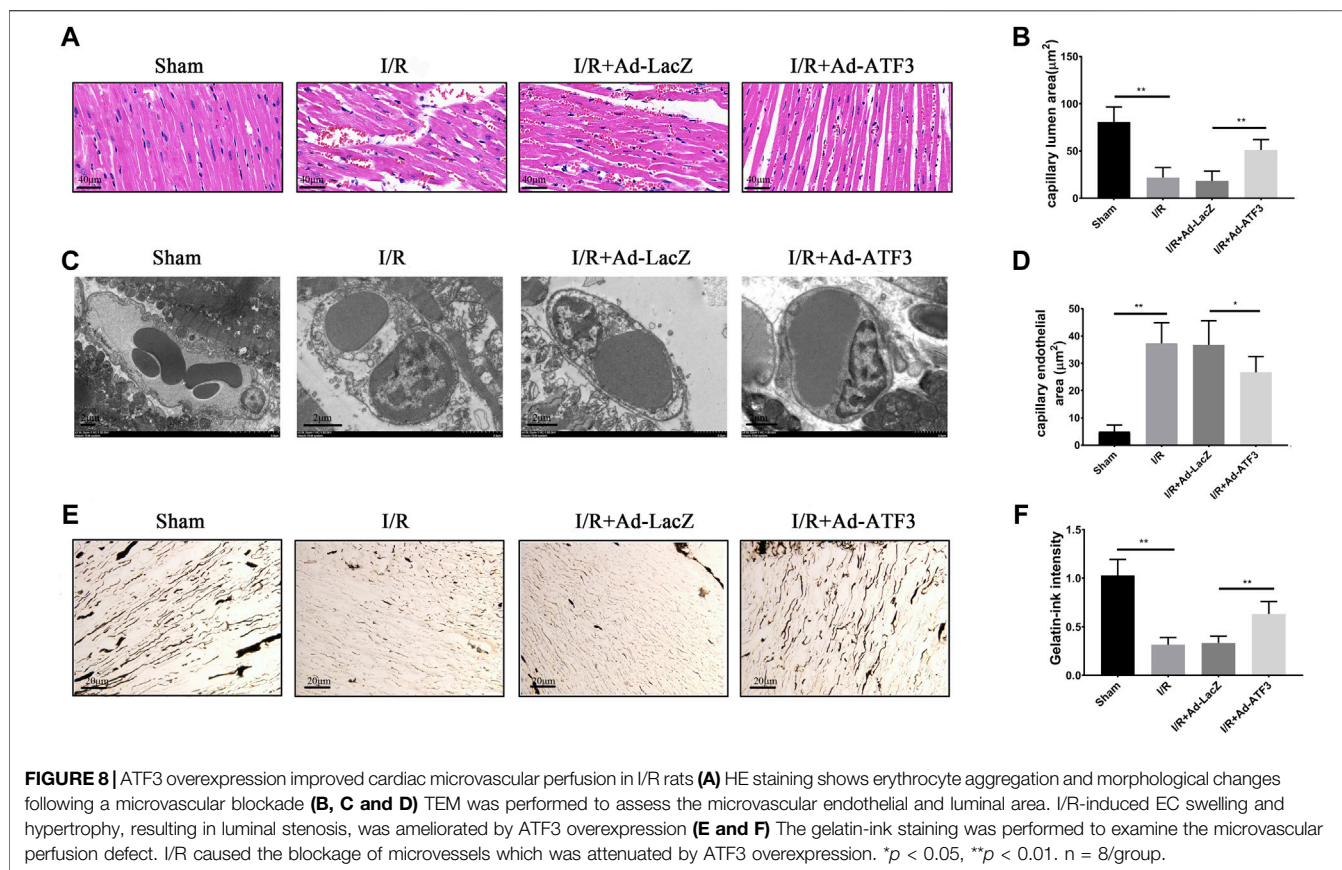 A
Sham
I/R
I/R+Ad-LacZ
I/R+Ad-ATF3
40μm
40μm
40μm
40μm
B
capillary lumen area(μm²)
150
100
50
0
**
**
Sham
I/R
I/R+Ad-LacZ
I/R+Ad-ATF3
C
Sham
I/R
I/R+Ad-LacZ
I/R+Ad-ATF3
2μm
2μm
2μm
2μm
D
capillary endothelial
area (μm²)
50
40
30
20
10
0
**
*
Sham
I/R
I/R+Ad-LacZ
I/R+Ad-ATF3
E
Sham
I/R
I/R+Ad-LacZ
I/R+Ad-ATF3
20μm
20μm
20μm
20μm
F
Gelatin-ink intensity
1.5
1.0
0.5
0.0
**
**
Sham
I/R
I/R+Ad-LacZ
I/R+Ad-ATF3
FIGURE 8 | ATF3 overexpression improved cardiac microvascular perfusion in I/R rats (A) HE staining shows erythrocyte aggregation and morphological changes
following a microvascular blockade (B, C and D) TEM was performed to assess the microvascular endothelial and luminal area. I/R-induced EC swelling and
hypertrophy, resulting in luminal stenosis, was ameliorated by ATF3 overexpression (E and F) The gelatin-ink staining was performed to examine the microvascular
perfusion defect. I/R caused the blockage of microvessels which was attenuated by ATF3 overexpression. *p < 0.05, **p < 0.01. n = 8/group.